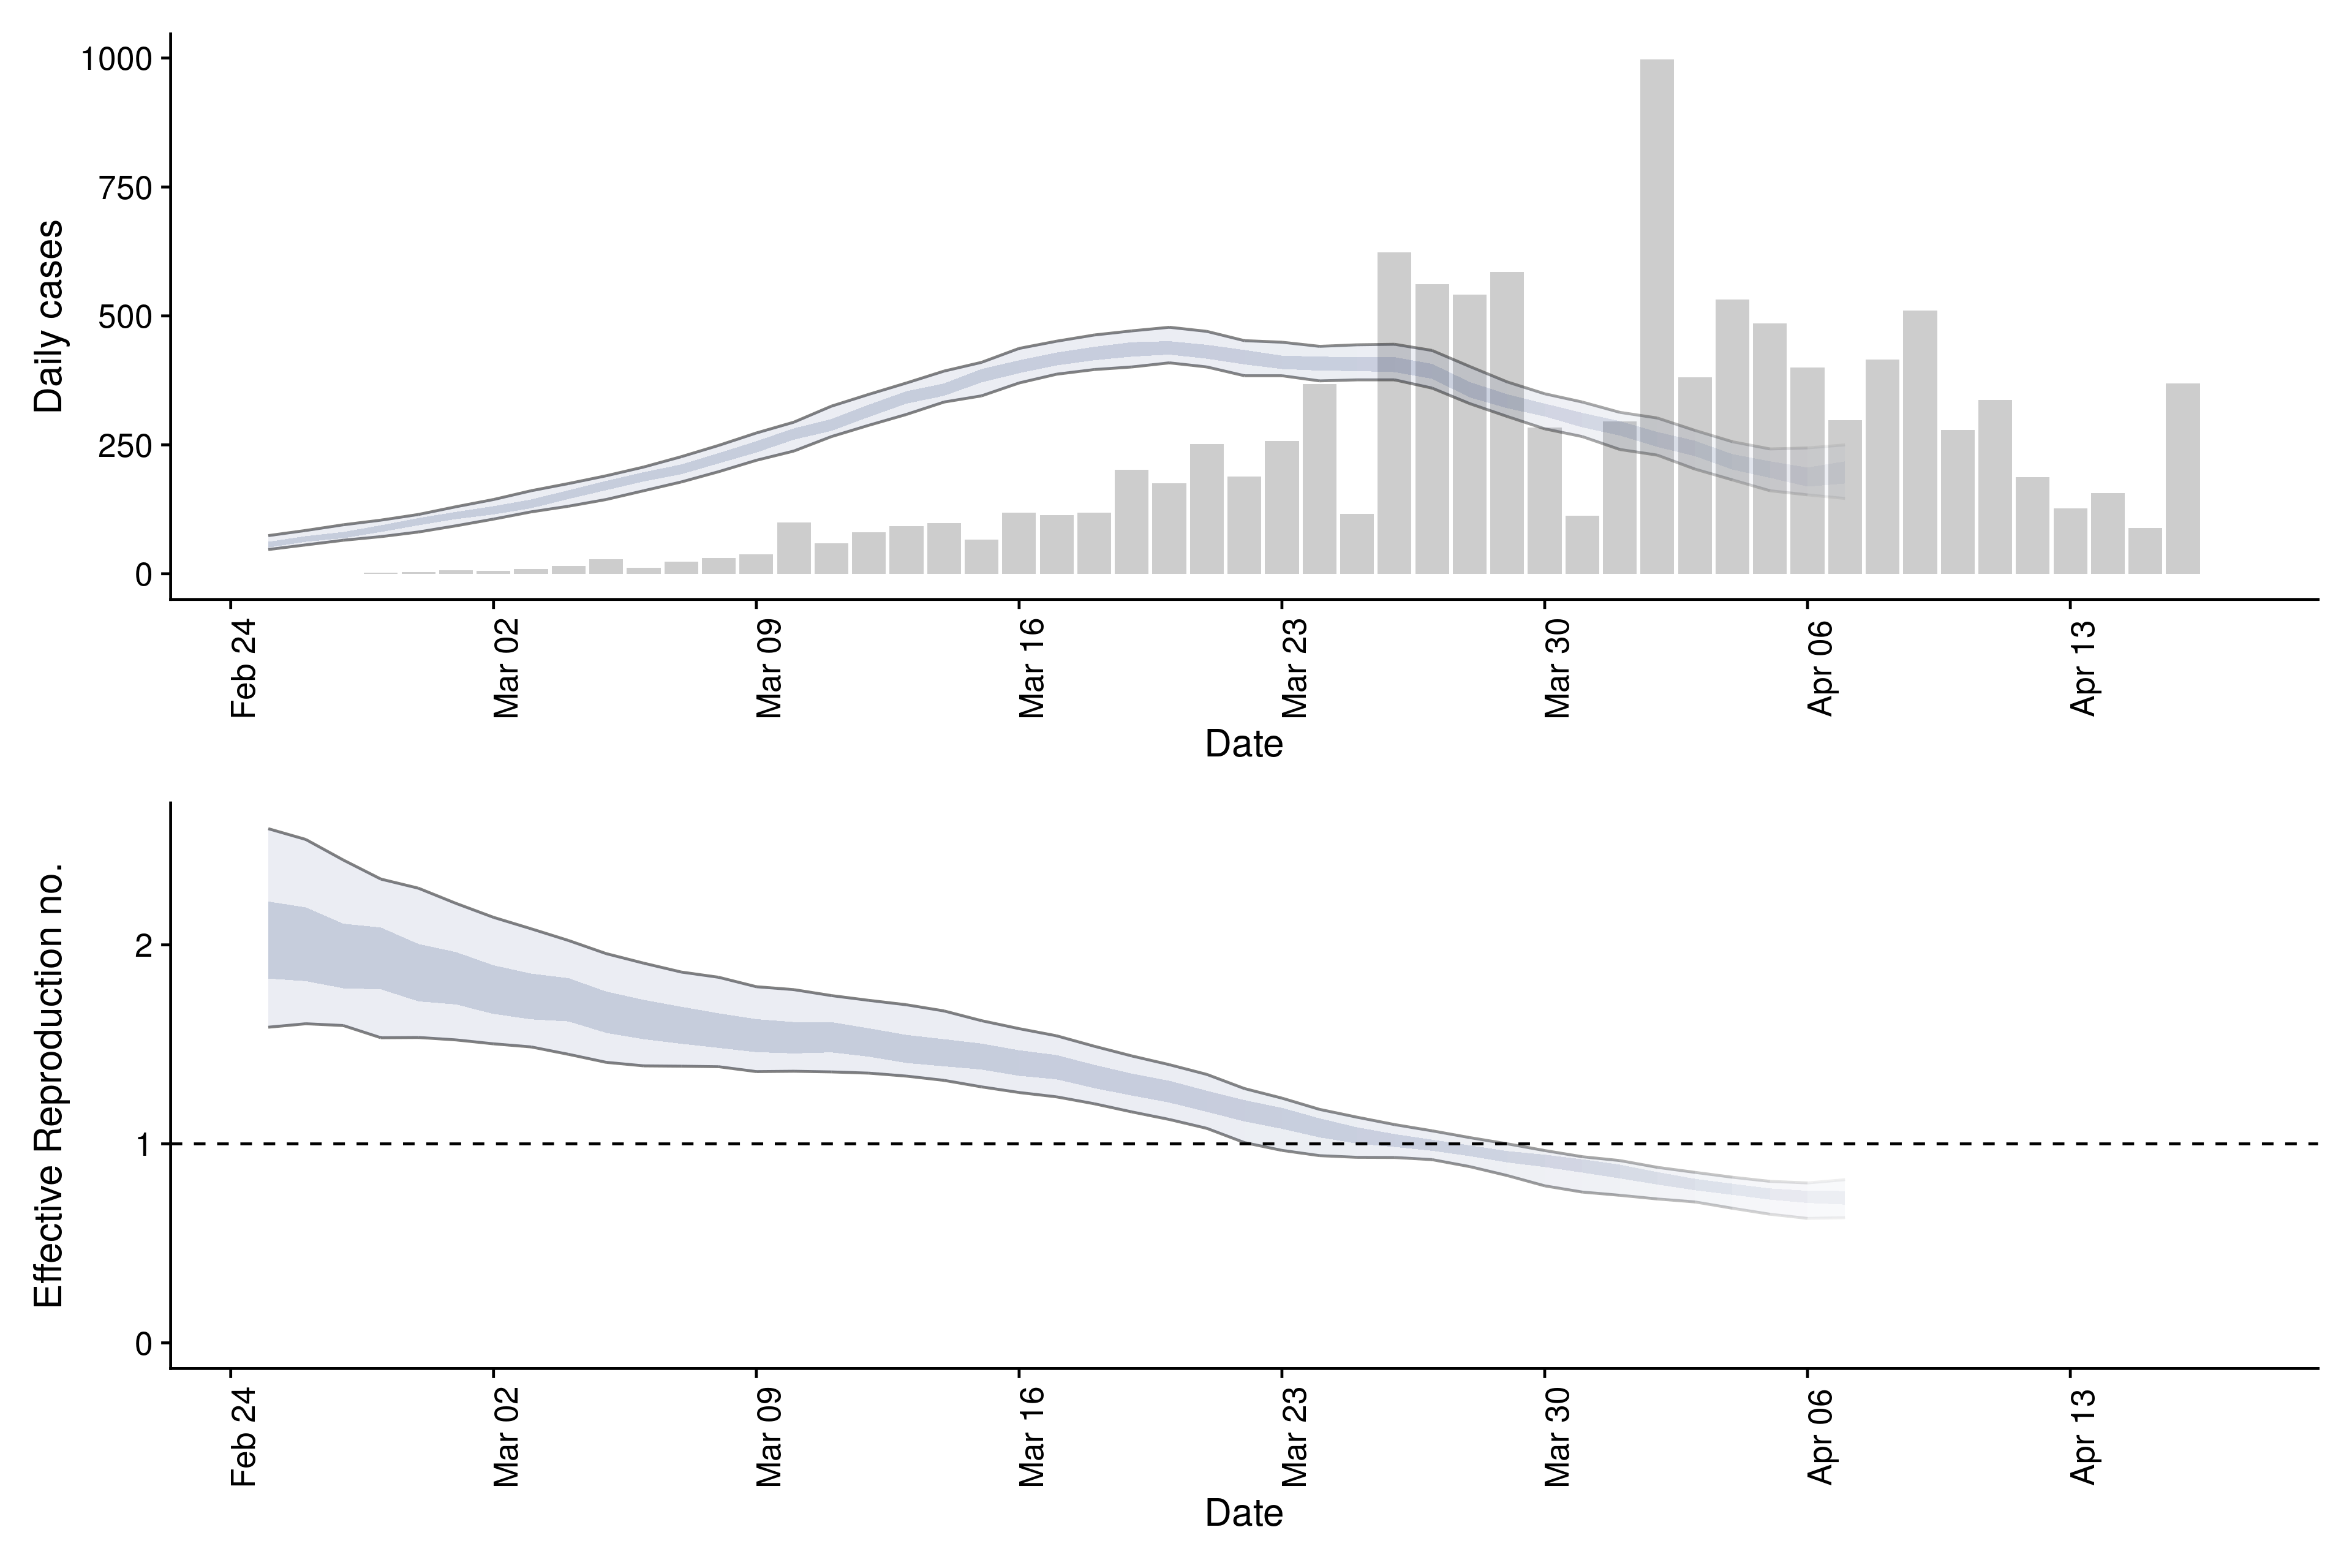 Daily cases
1000
750
500
250
0
Feb 24
Mar 02
Mar 09
Mar 16
Mar 23
Mar 30
Apr 06
Apr 13
Date
Effective Reproduction no.
2
1
0
Feb 24
Mar 02
Mar 09
Mar 16
Mar 23
Mar 30
Apr 06
Apr 13
Date